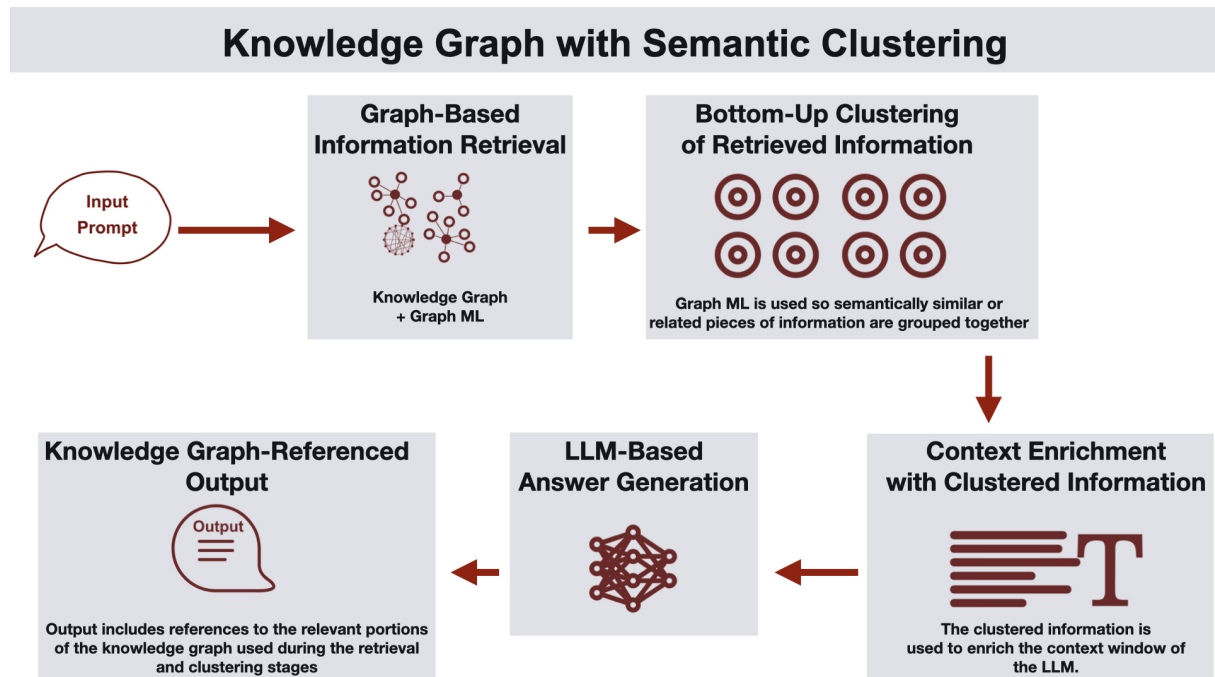 Knowledge Graph with Semantic Clustering
Input
Prompt
Graph-Based
Information Retrieval
Knowledge Graph
+ Graph ML
Bottom-Up Clustering
of Retrieved Information
Graph ML is used so semantically similar or
related pieces of information are grouped together
Context Enrichment
with Clustered Information
T
The clustered information is
used to enrich the context window of
the LLM.
LLM-Based
Answer Generation
Knowledge Graph-Referenced
Output
Output
Output includes references to the relevant portions
of the knowledge graph used during the retrieval
and clustering stages